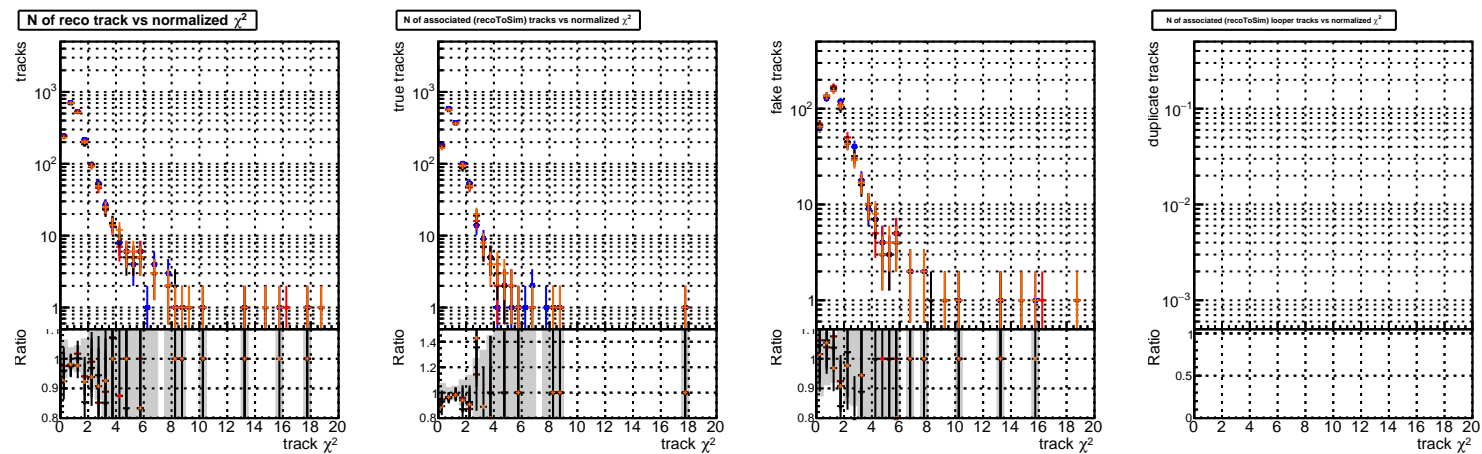 N of reco track vs normalized χ²
tracks
10³
10²
10
1
Ratio
1.1
1
0.9
0.8
0 2 4 6 8 10 12 14 16 18 20
track χ²
N of associated (recoToSim) tracks vs normalized χ²
true tracks
10³
10²
10
1
Ratio
1.4
1.2
1
0.8
0 2 4 6 8 10 12 14 16 18 20
track χ²
fake tracks
10²
10
1
Ratio
1.1
1
0.9
0.8
0 2 4 6 8 10 12 14 16 18 20
track χ²
N of associated (recoToSim) looper tracks vs normalized χ²
duplicate tracks
10⁻¹
10⁻²
10⁻³
Ratio
1
0.5
0
0 2 4 6 8 10 12 14 16 18 20
track χ²